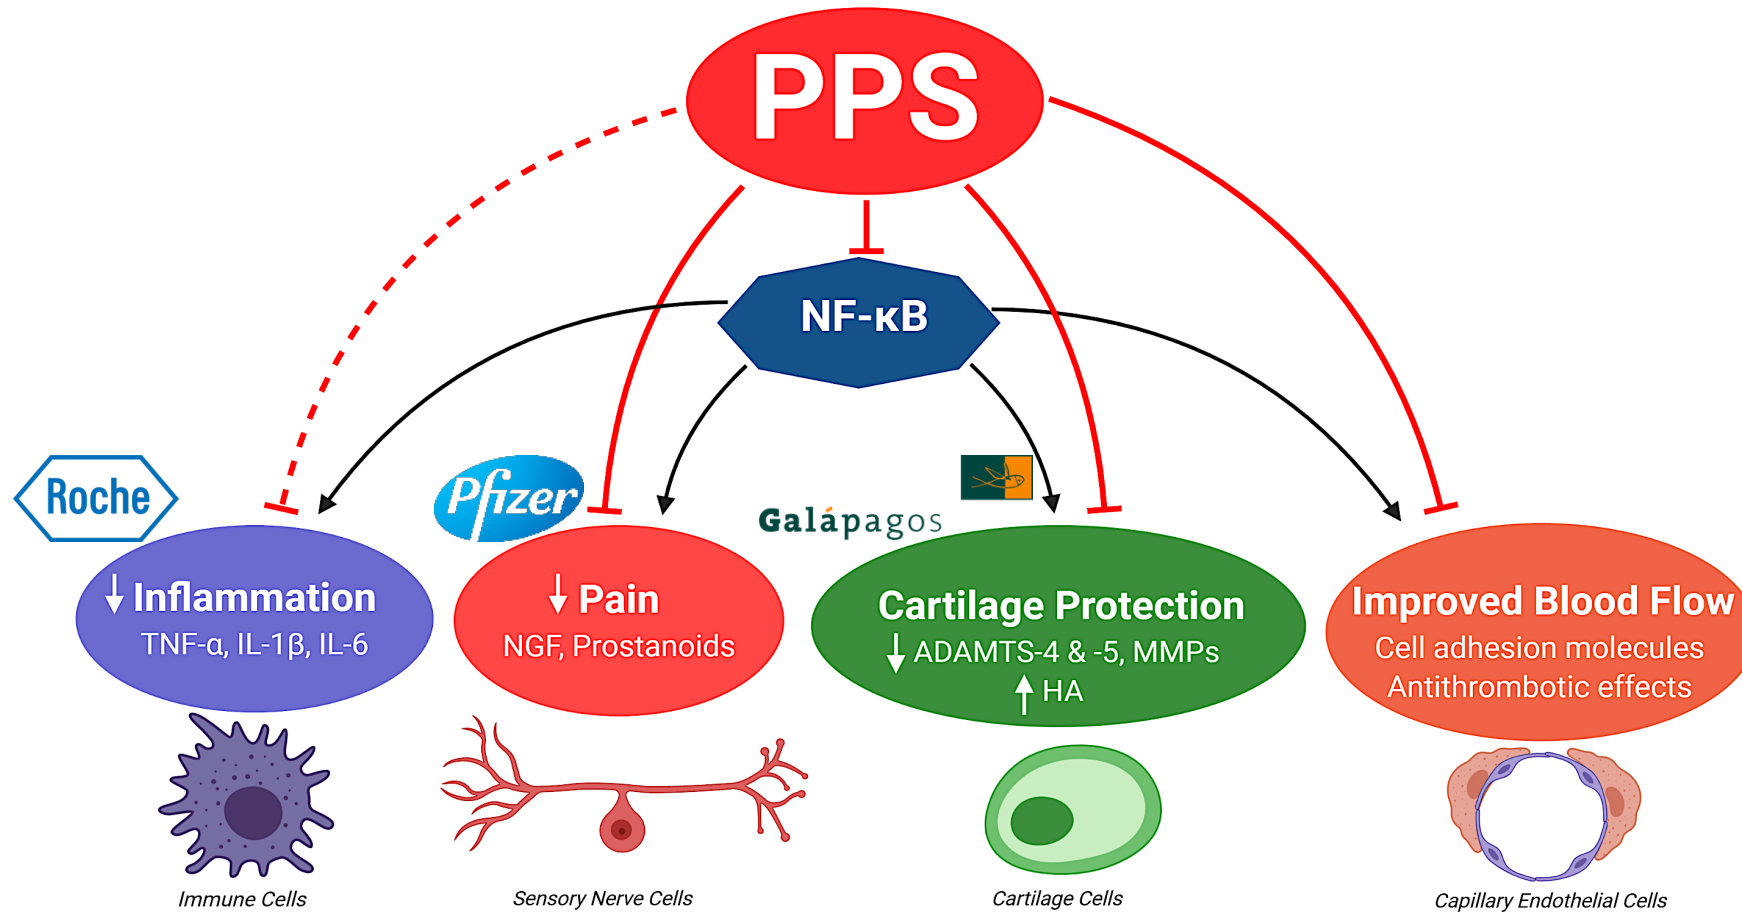 PPS
NF-κB
Roche
Pfizer
Galápagos
↓ Inflammation
TNF-α, IL-1β, IL-6
↓ Pain
NGF, Prostanoids
Cartilage Protection
↓ ADAMTS-4 & -5, MMPs
↑ HA
Improved Blood Flow
Cell adhesion molecules
Antithrombotic effects
Immune Cells
Sensory Nerve Cells
Cartilage Cells
Capillary Endothelial Cells